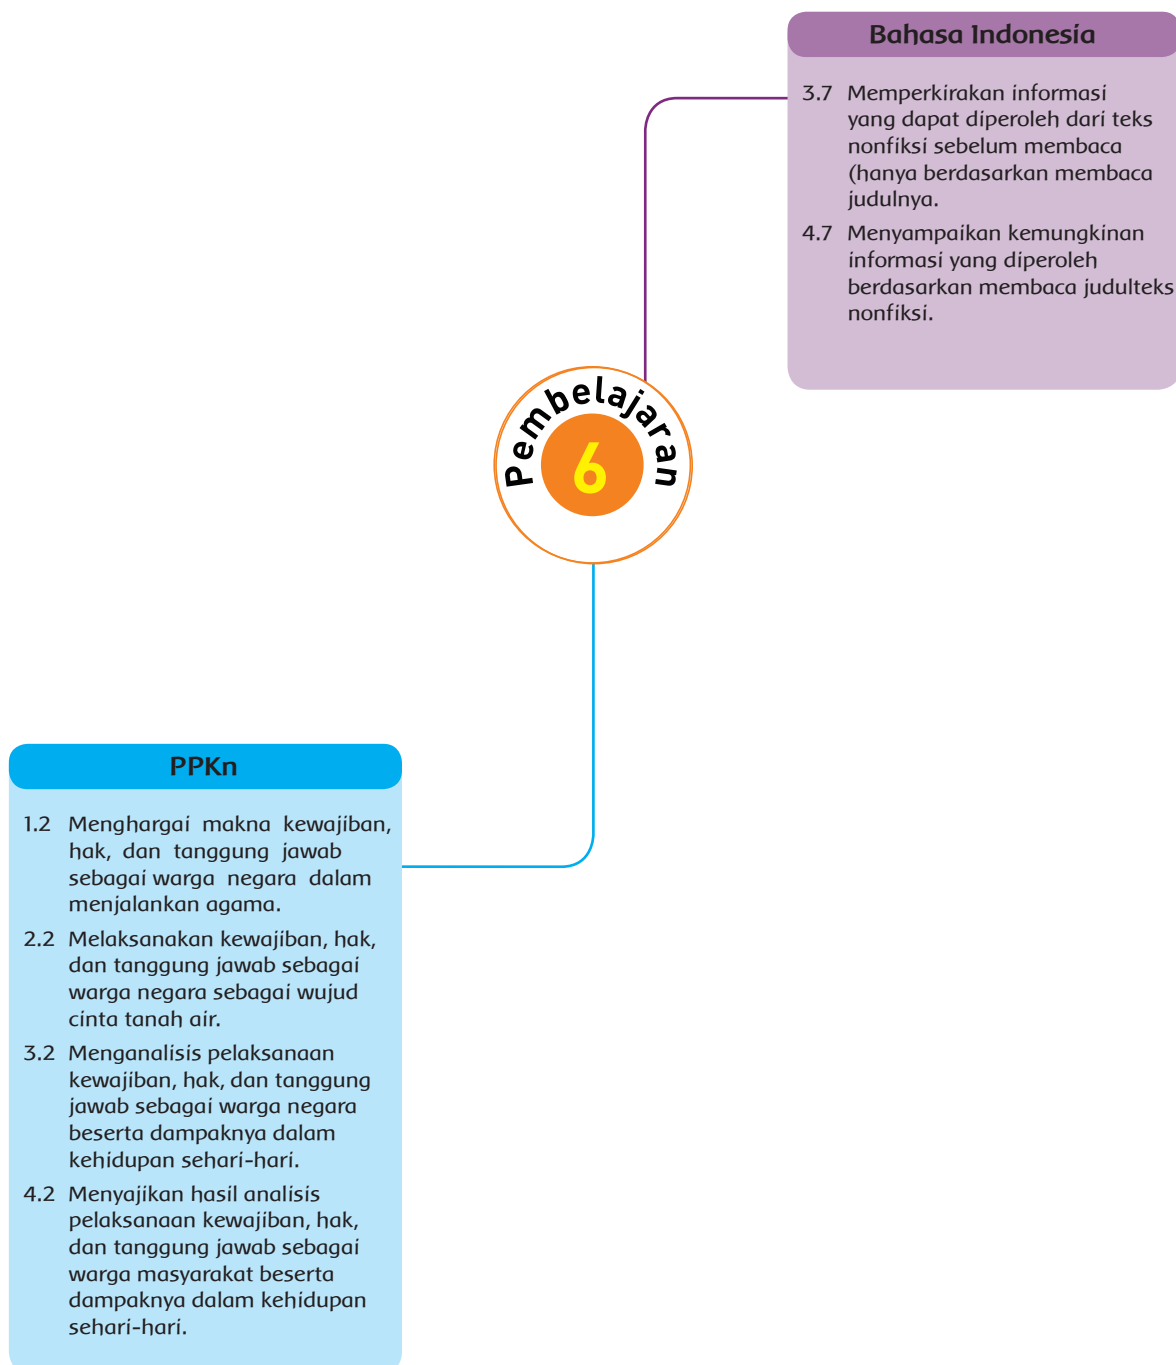 Bahasa Indonesia
3.7 Memperkirakan informasi
yang dapat diperoleh dari teks
nonfiksi sebelum membaca
(hanya berdasarkan membaca
judulnya.
4.7 Menyampaikan kemungkinan
informasi yang diperoleh
berdasarkan membaca judulteks
nonfiksi.
Pembelajaran
6
PPKn
1.2 Menghargai makna kewajiban,
hak, dan tanggung jawab
sebagai warga negara dalam
menjalankan agama.
2.2 Melaksanakan kewajiban, hak,
dan tanggung jawab sebagai
warga negara sebagai wujud
cinta tanah air.
3.2 Menganalisis pelaksanaan
kewajiban, hak, dan tanggung
jawab sebagai warga negara
beserta dampaknya dalam
kehidupan sehari-hari.
4.2 Menyajikan hasil analisis
pelaksanaan kewajiban, hak,
dan tanggung jawab sebagai
warga masyarakat beserta
dampaknya dalam kehidupan
sehari-hari.